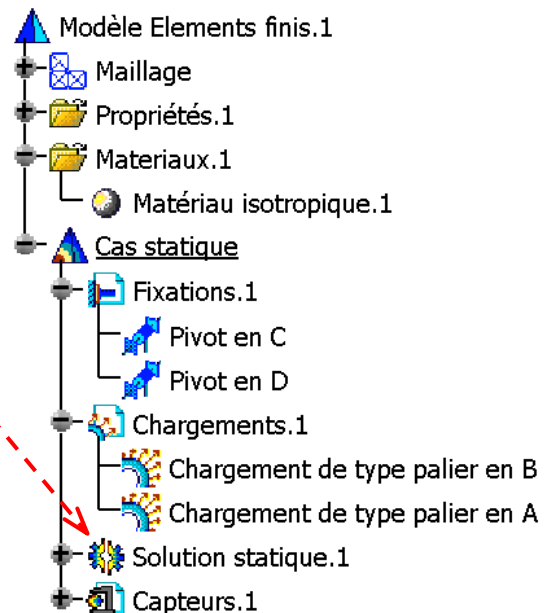 Modèle Elements finis.1
Maillage
Propriétés.1
Materiaux.1
Matériau isotropique.1
Cas statique
Fixations.1
Pivot en C
Pivot en D
Chargements.1
Chargement de type palier en B
Chargement de type palier en A
Solution statique.1
Capteurs.1